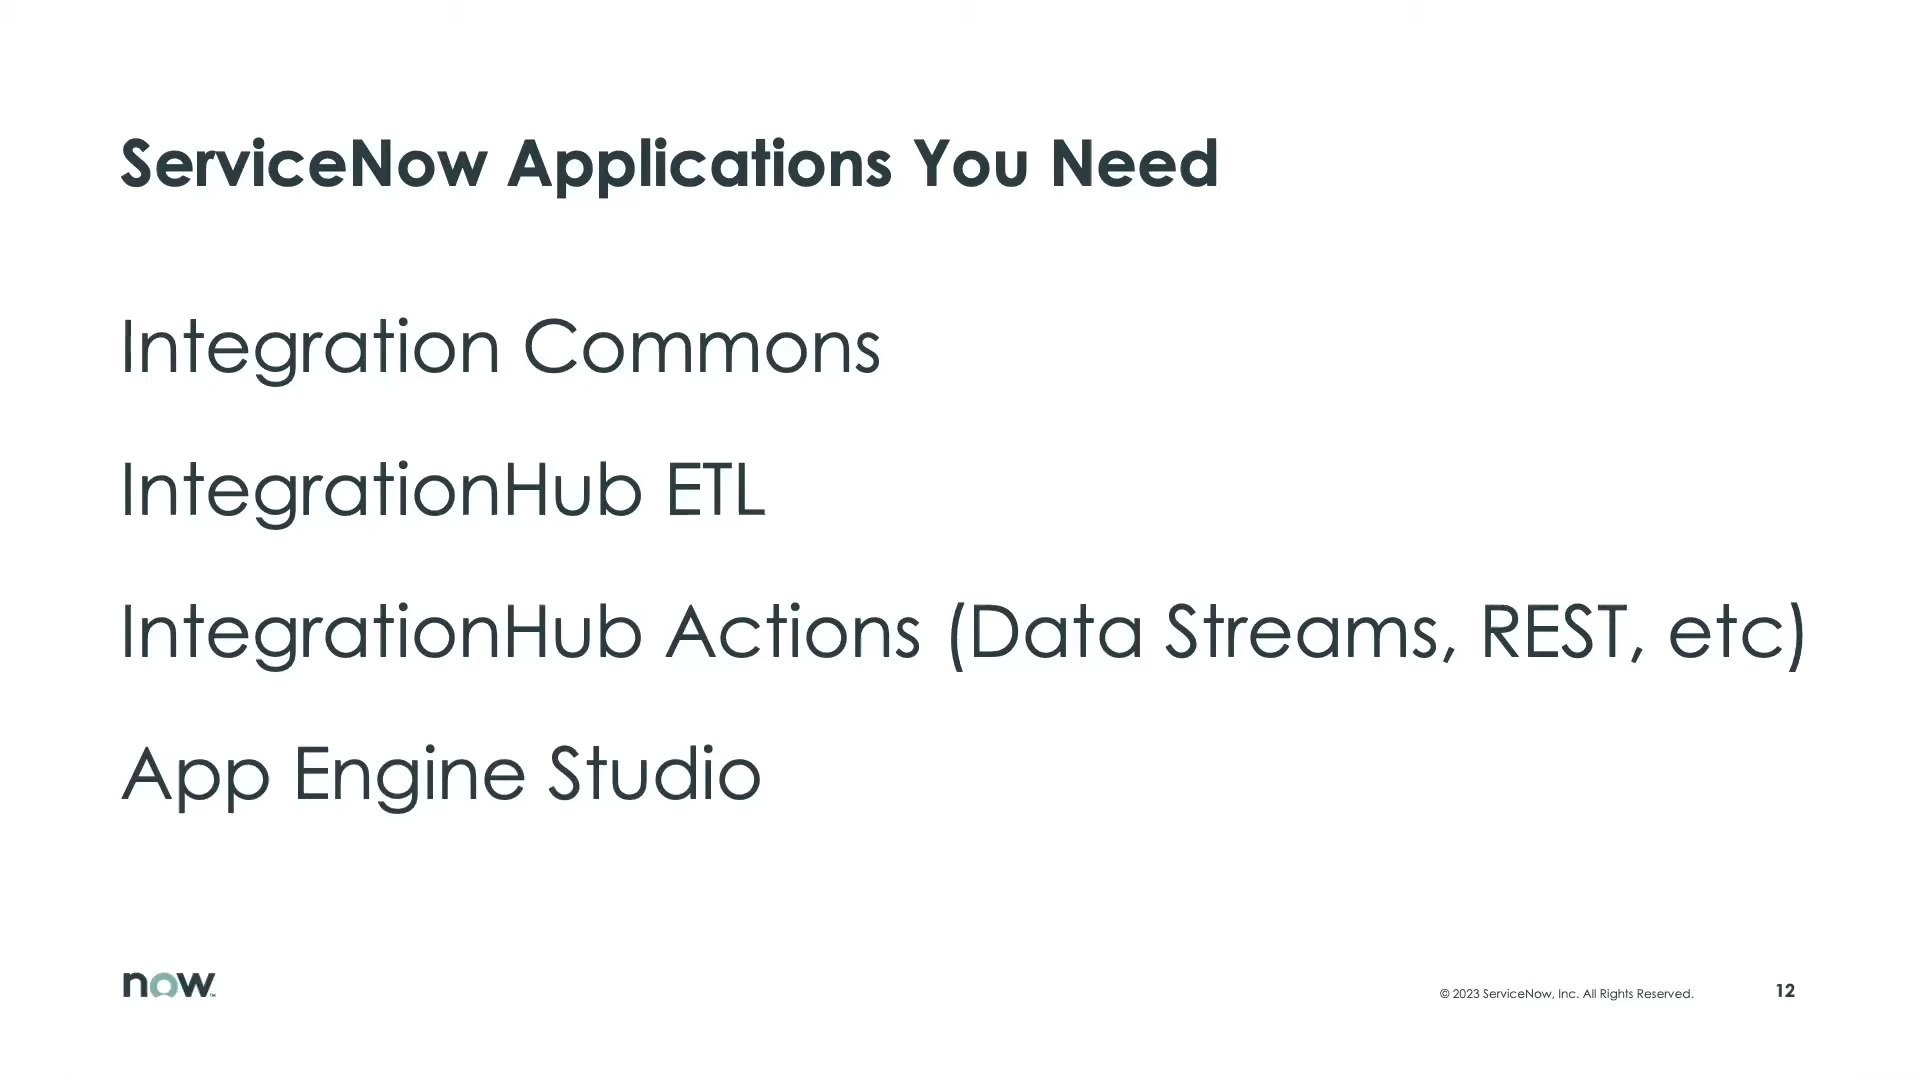 ServiceNow Applications You Need
Integration Commons
IntegrationHub ETL
IntegrationHub Actions (Data Streams, REST, etc)
App Engine Studio
now™
© 2023 ServiceNow, Inc. All Rights Reserved.
12